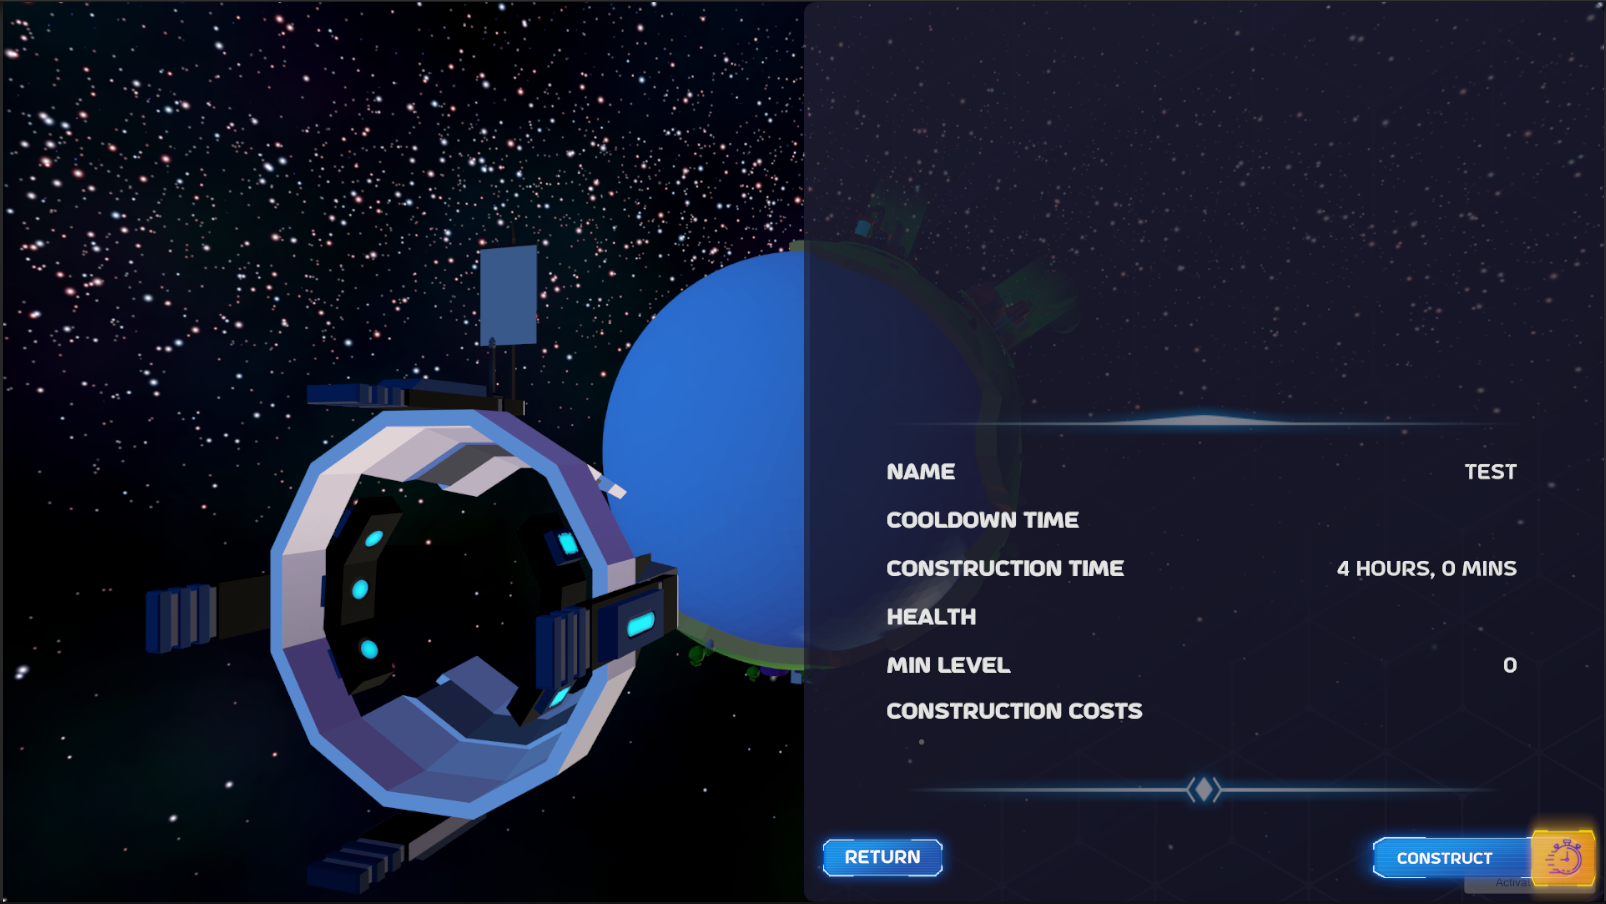 NAME TEST
COOLDOWN TIME
CONSTRUCTION TIME 4 HOURS, 0 MINS
HEALTH
MIN LEVEL 0
CONSTRUCTION COSTS
RETURN
CONSTRUCT